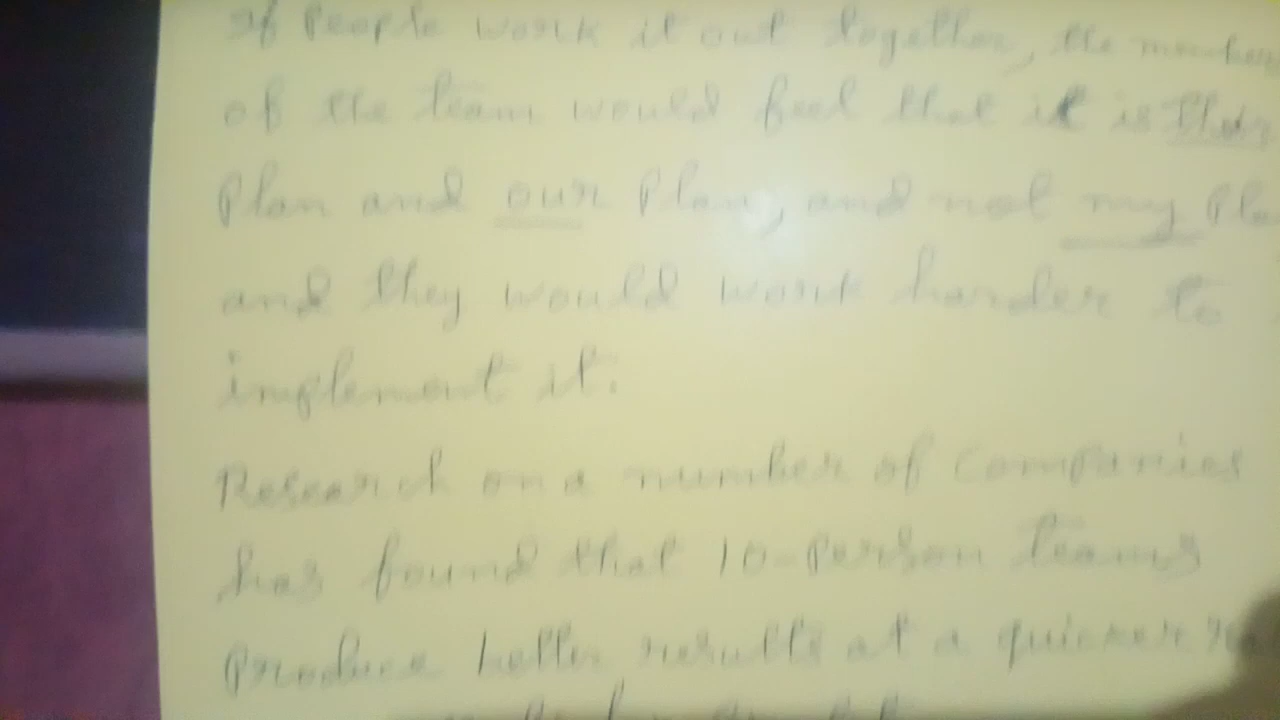 If People work it out together, the members
of the team would feel that it is their
Plan and our Plan, and not my
and they would work harder to
implement it.
Research on a number of Companies
has found that 10-Person teams
Produce better results at a quicker